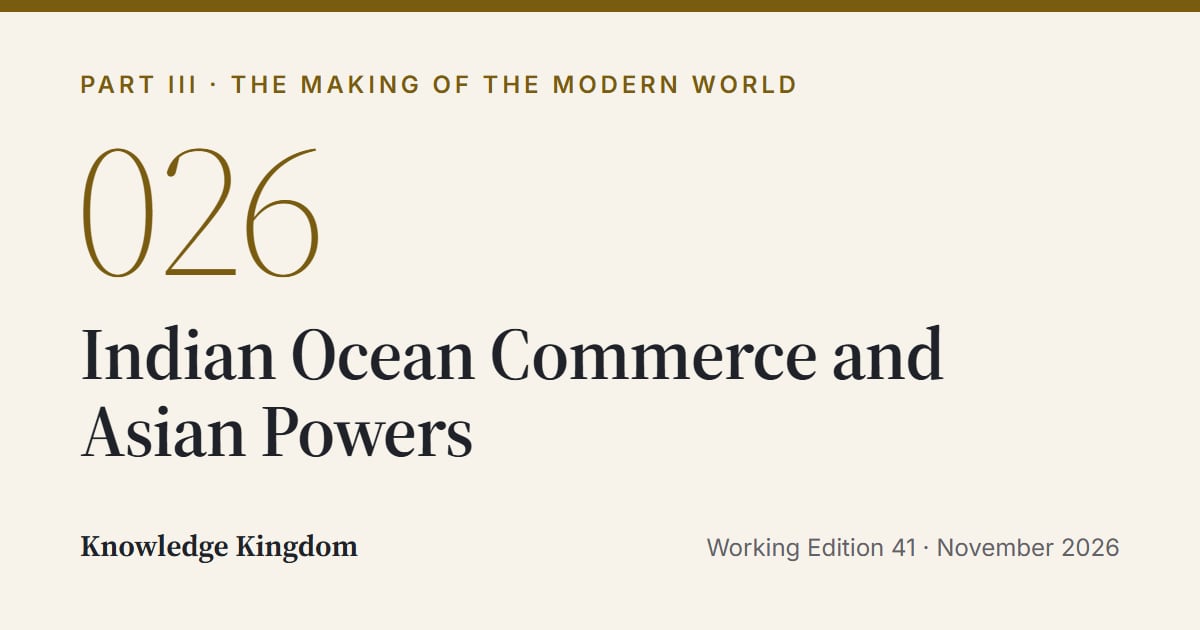 PART III · THE MAKING OF THE MODERN WORLD
026
Indian Ocean Commerce and
Asian Powers
Knowledge Kingdom
Working Edition 41 · November 2026